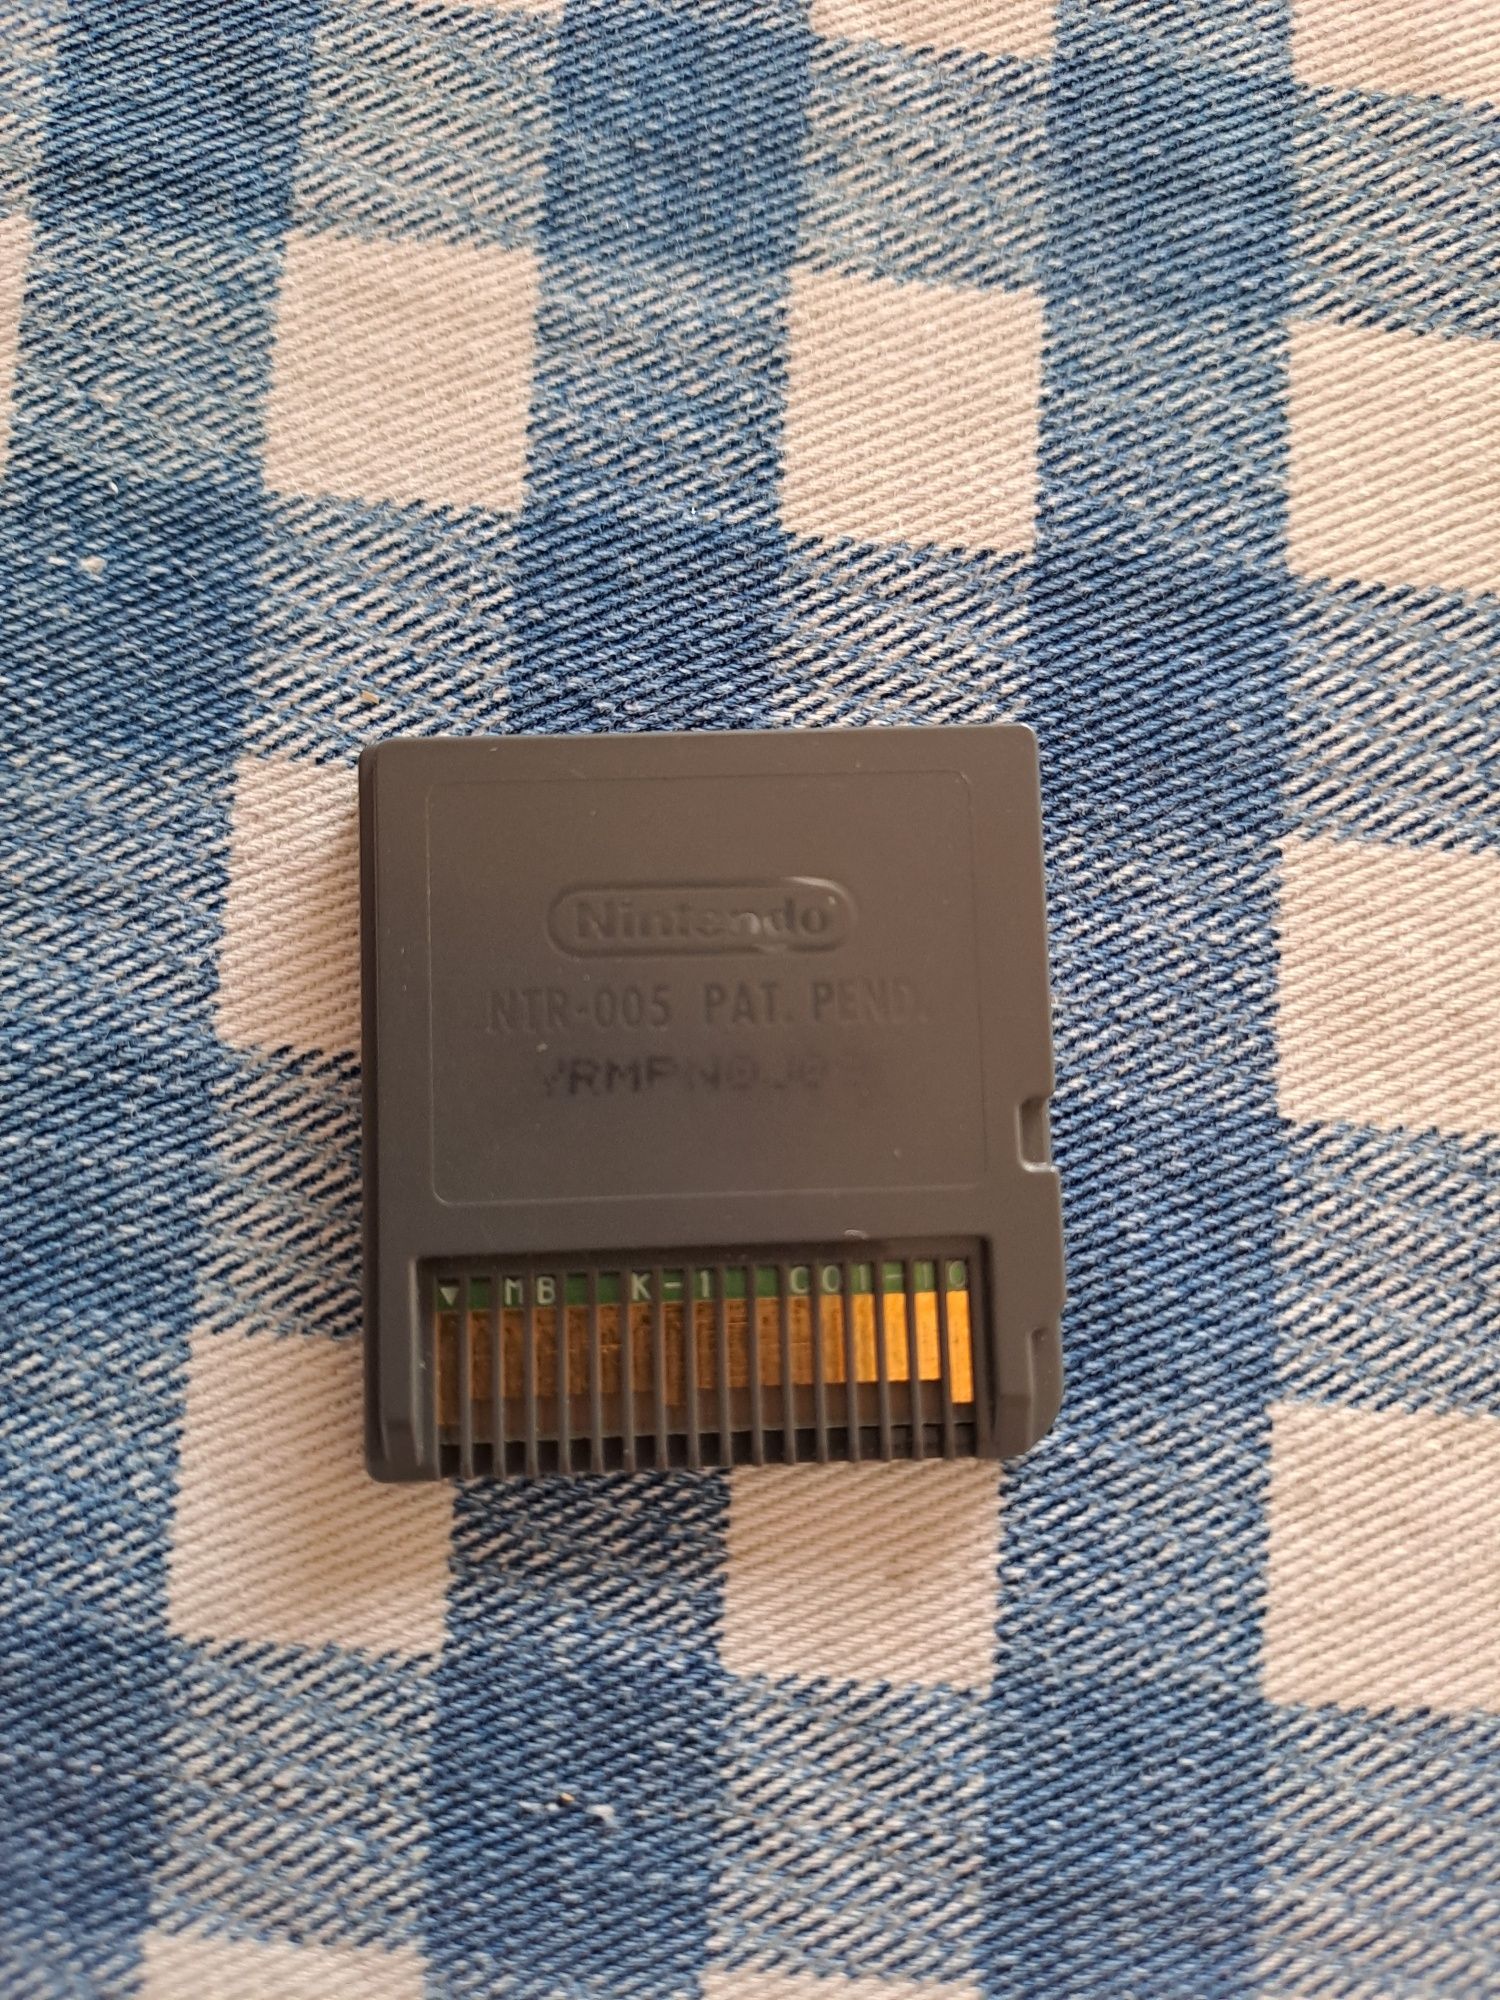 Nintendo
NTR-005 PAT. PEND.
▼ MB K-1 C01-10